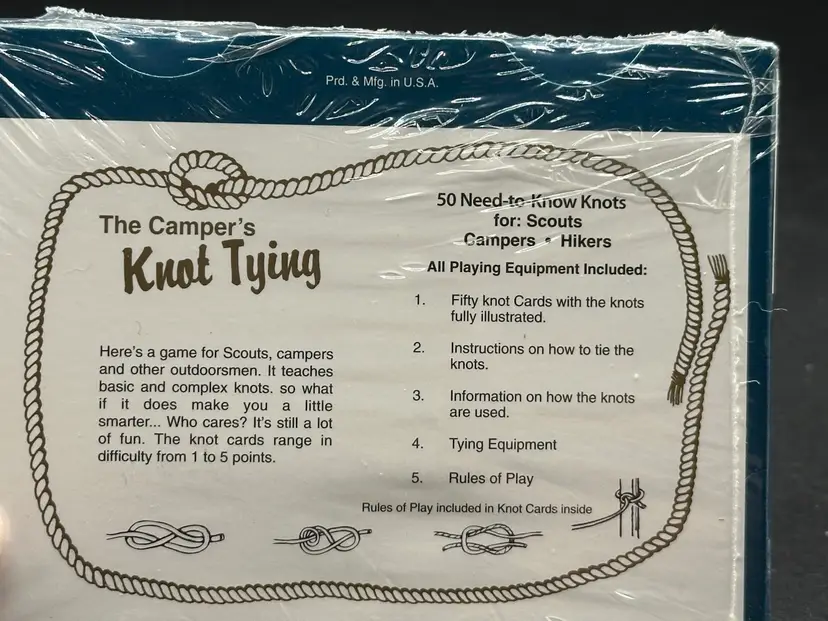 Prd. & Mfg. in U.S.A.
The Camper's
Knot Tying
Here's a game for Scouts, campers
and other outdoorsmen. It teaches
basic and complex knots. so what
if it does make you a little
smarter... Who cares? It's still a lot
of fun. The knot cards range in
difficulty from 1 to 5 points.
50 Need-to-Know Knots
for: Scouts
Campers • Hikers
All Playing Equipment Included:
1. Fifty knot Cards with the knots
fully illustrated.
2. Instructions on how to tie the
knots.
3. Information on how the knots
are used.
4. Tying Equipment
5. Rules of Play
Rules of Play included in Knot Cards inside